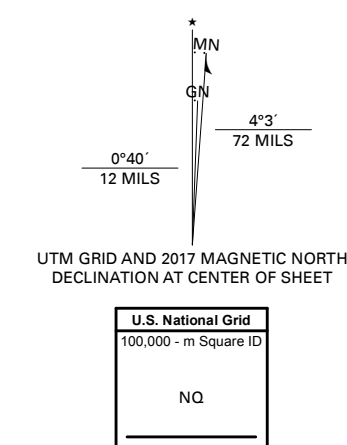 ★
MN
GN
4°3´
72 MILS
0°40´
12 MILS
UTM GRID AND 2017 MAGNETIC NORTH
DECLINATION AT CENTER OF SHEET
U.S. National Grid
100,000 - m Square ID
NQ